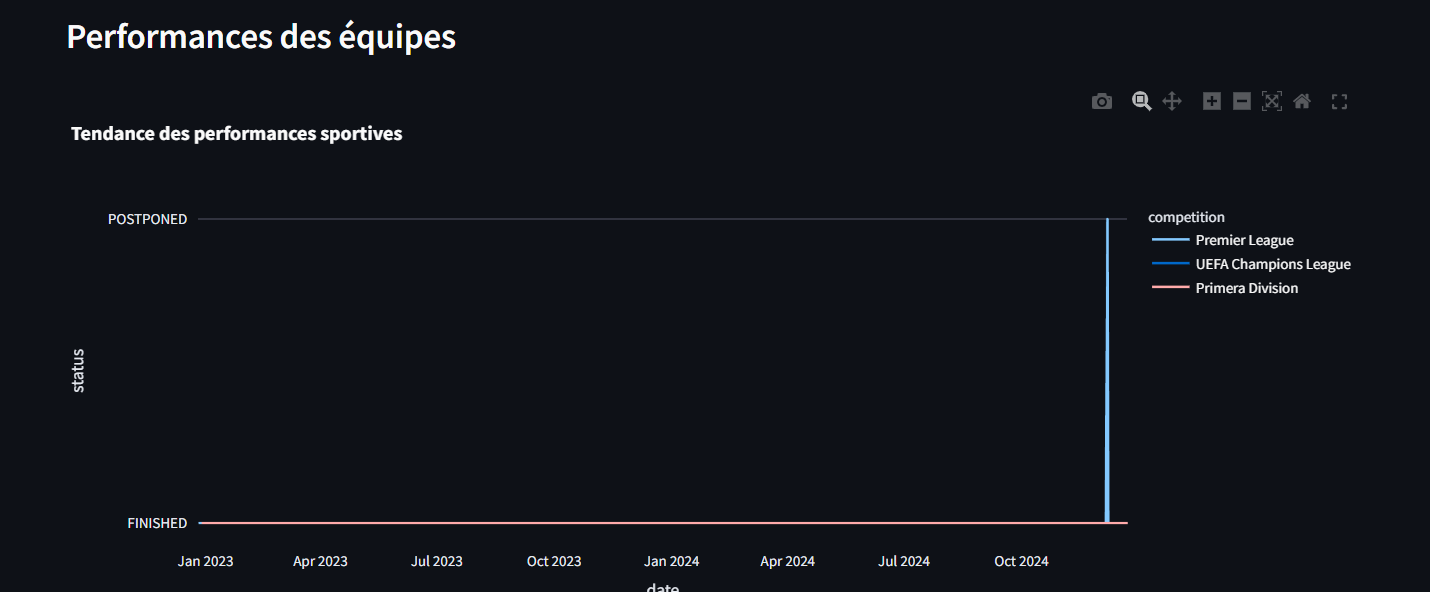 Performances des équipes
Tendance des performances sportives
POSTPONED
FINISHED
status
Jan 2023
Apr 2023
Jul 2023
Oct 2023
Jan 2024
Apr 2024
Jul 2024
Oct 2024
date
competition
Premier League
UEFA Champions League
Primera Division